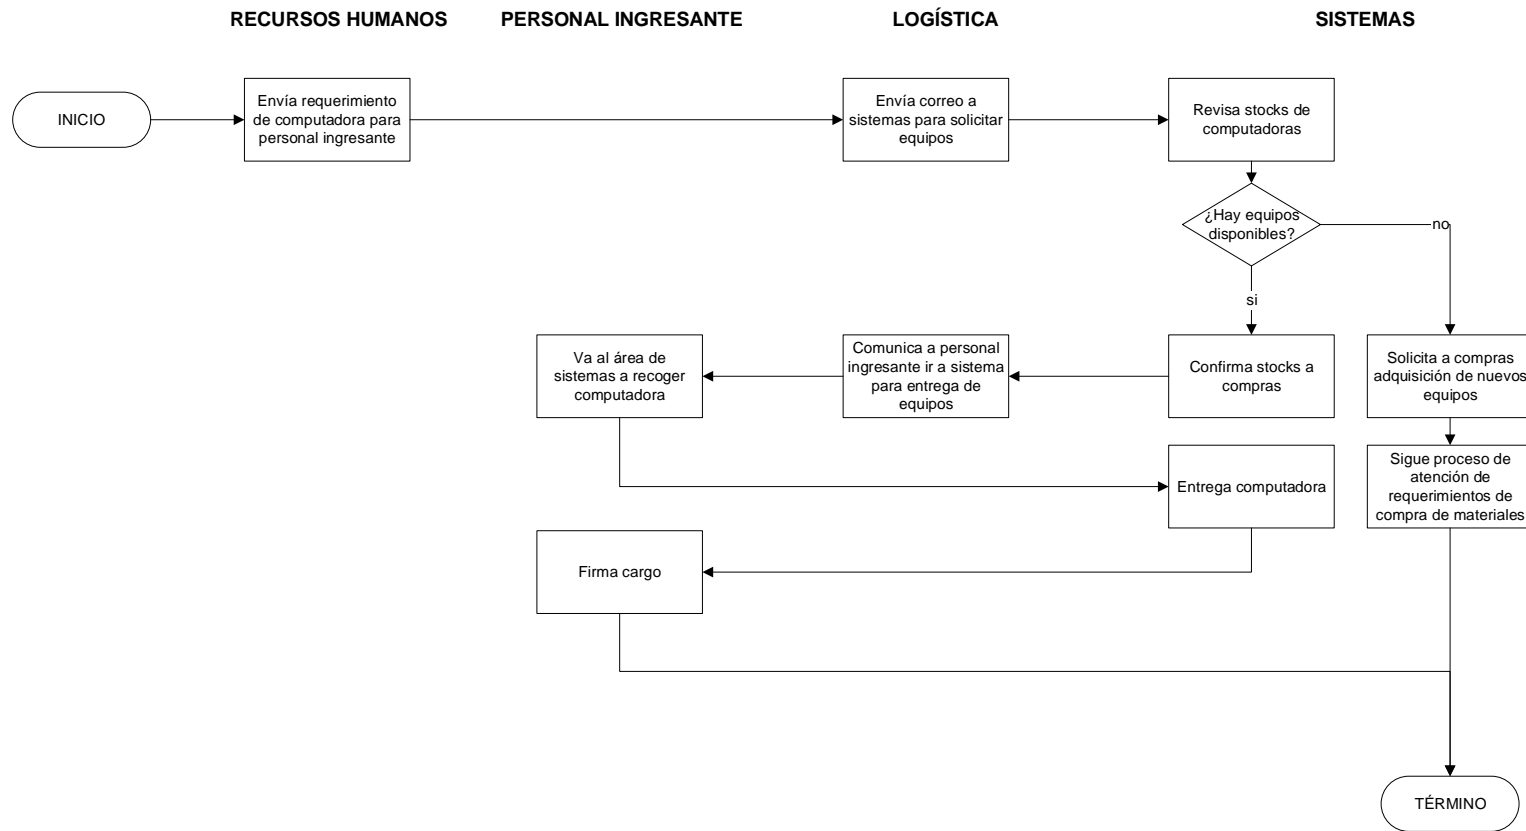 RECURSOS HUMANOS
PERSONAL INGRESANTE
LOGÍSTICA
SISTEMAS
INICIO
Envía requerimiento
de computadora para
personal ingresante
Envía correo a
sistemas para solicitar
equipos
Revisa stocks de
computadoras
¿Hay equipos
disponibles?
no
si
Va al área de
sistemas a recoger
computadora
Comunica a personal
ingresante ir a sistema
para entrega de
equipos
Confirma stocks a
compras
Solicita a compras
adquisición de nuevos
equipos
Entrega computadora
Sigue proceso de
atención de
requerimientos de
compra de materiales
Firma cargo
TÉRMINO